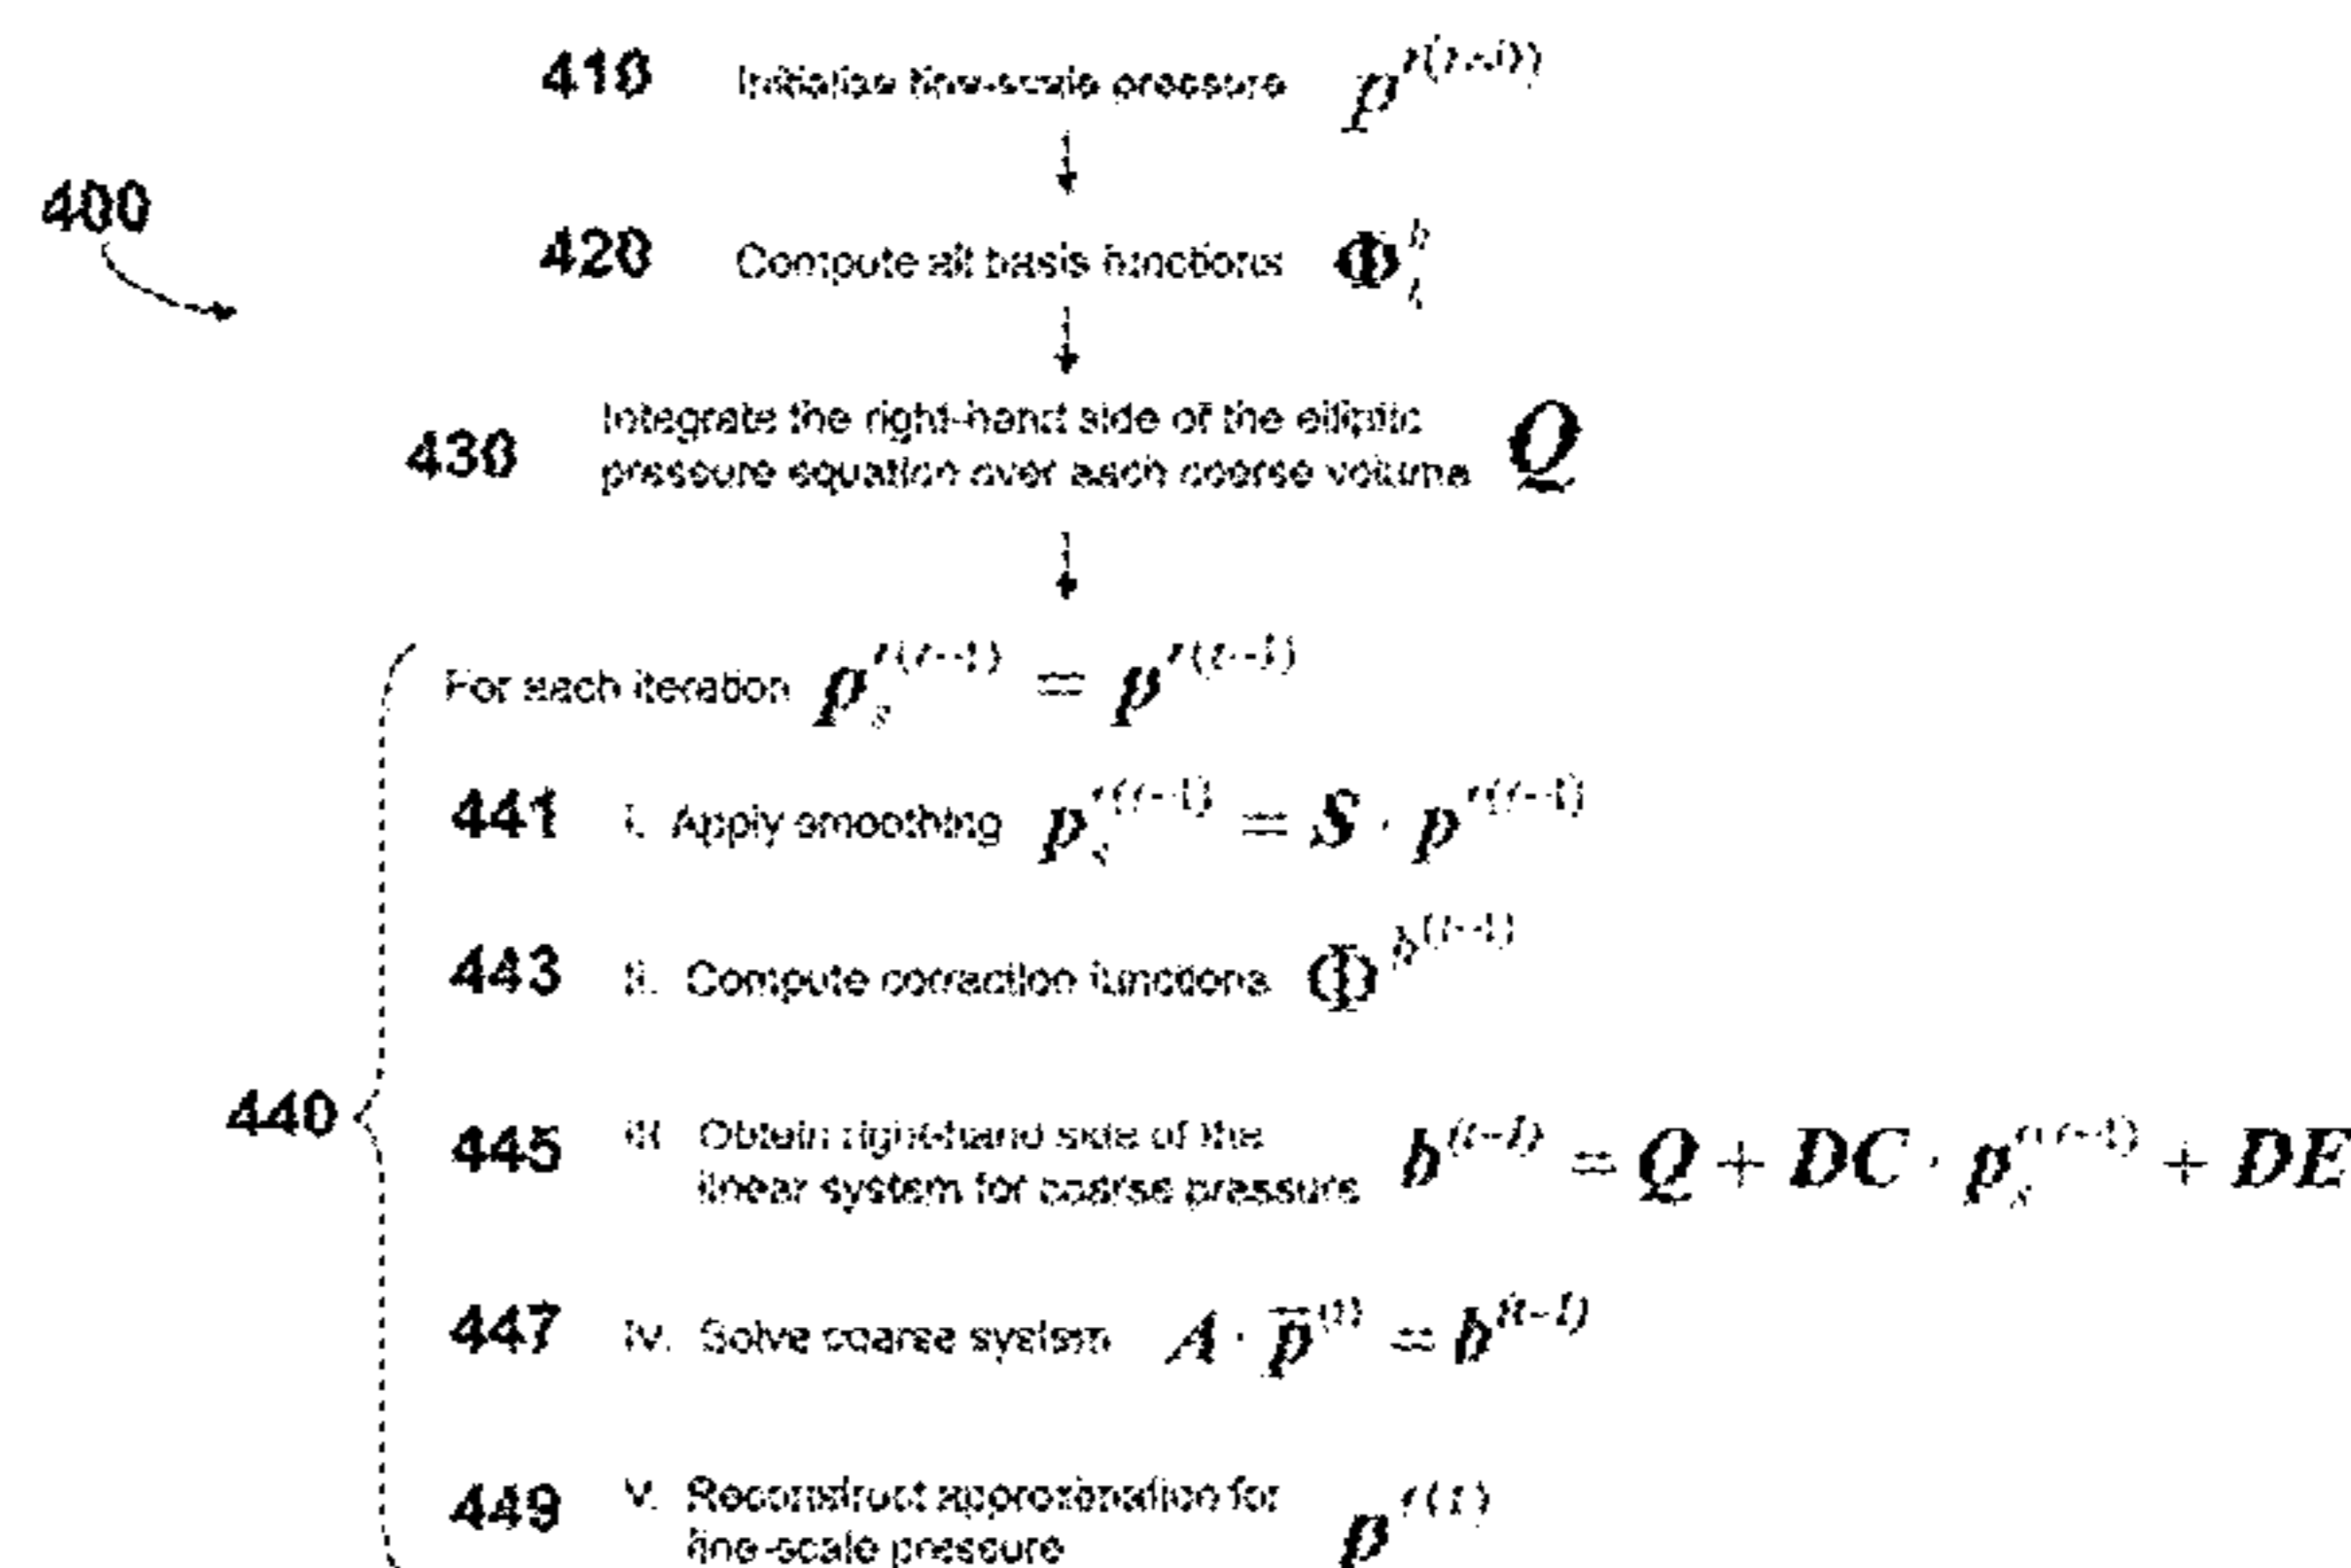 410 Initialize fine-scale pressure p
400
420 Compute all basis functions Φ
430 Integrate the right-hand side of the elliptic
pressure equation over each coarse volume Q
For each iteration p_s^{(t-1)} = p^{(t-1)}
441 i. Apply smoothing p_s^{(t-1)} = S · p^{(t-1)}
443 ii. Compute correction functions Φ^{h(t-1)}
440
445 iii. Obtain right-hand side of the
linear system for coarse pressure b^{(t-1)} = Q + DC · p_s^{(t-1)} + DE
447 iv. Solve coarse system A · p̅^{(t)} = b^{(t-1)}
449 v. Reconstruct approximation for
fine-scale pressure p^{(t)}